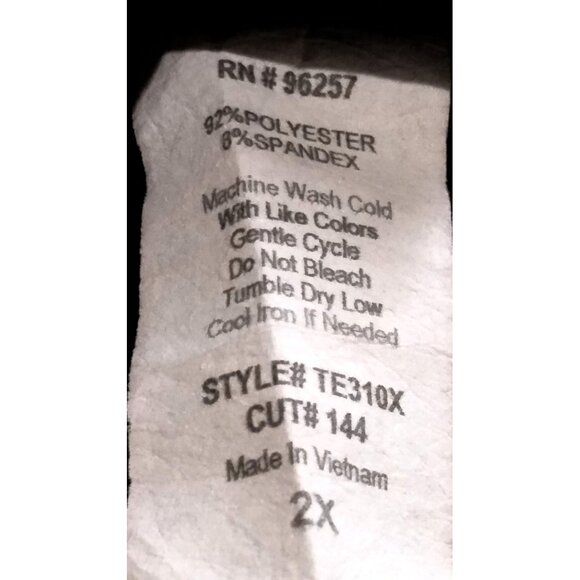 RN # 96257
92%POLYESTER
8%SPANDEX
Machine Wash Cold
With Like Colors
Gentle Cycle
Do Not Bleach
Tumble Dry Low
Cool Iron If Needed
STYLE# TE310X
CUT# 144
Made In Vietnam
2X